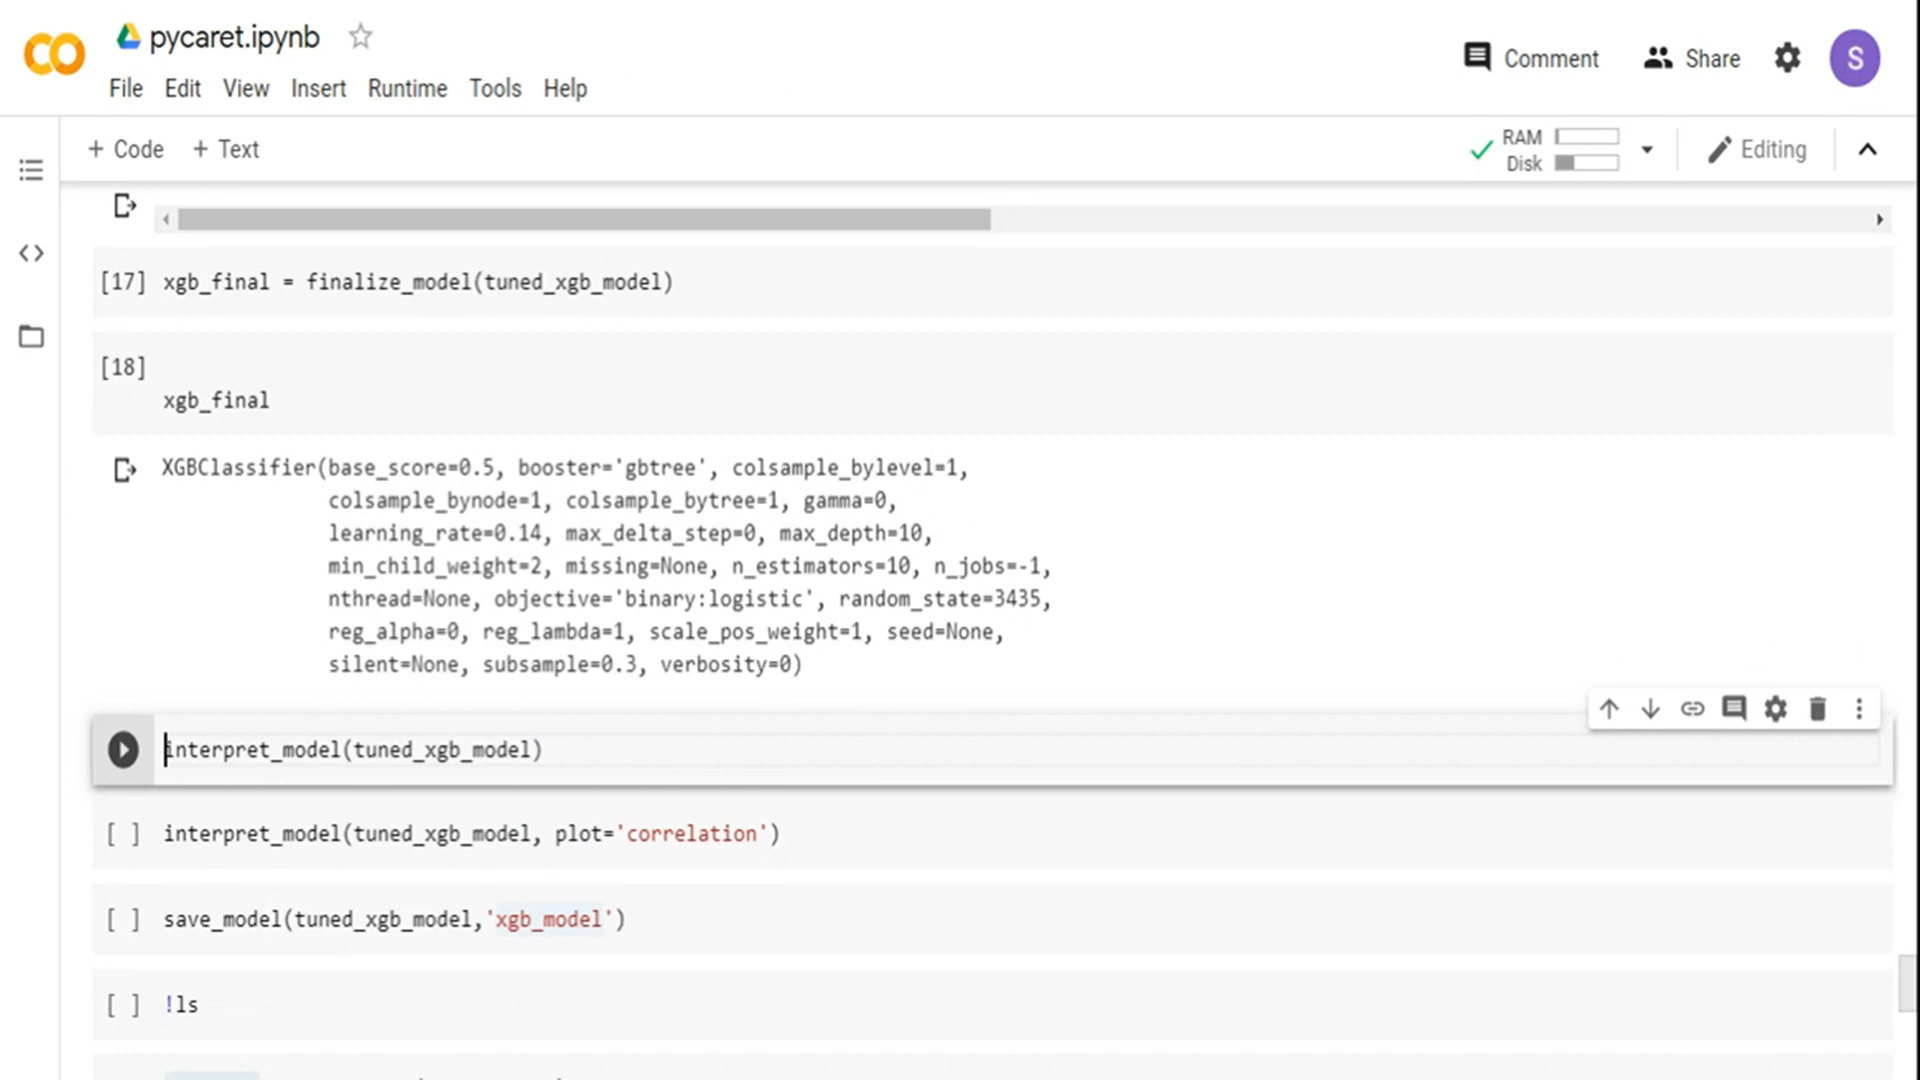 pycaret.ipynb
Comment Share S
File Edit View Insert Runtime Tools Help
+ Code + Text
RAM
Disk
Editing
[17] xgb_final = finalize_model(tuned_xgb_model)
[18]
xgb_final
XGBClassifier(base_score=0.5, booster='gbtree', colsample_bylevel=1,
colsample_bynode=1, colsample_bytree=1, gamma=0,
learning_rate=0.14, max_delta_step=0, max_depth=10,
min_child_weight=2, missing=None, n_estimators=10, n_jobs=-1,
nthread=None, objective='binary:logistic', random_state=3435,
reg_alpha=0, reg_lambda=1, scale_pos_weight=1, seed=None,
silent=None, subsample=0.3, verbosity=0)
interpret_model(tuned_xgb_model)
[ ] interpret_model(tuned_xgb_model, plot='correlation')
[ ] save_model(tuned_xgb_model,'xgb_model')
[ ] !ls